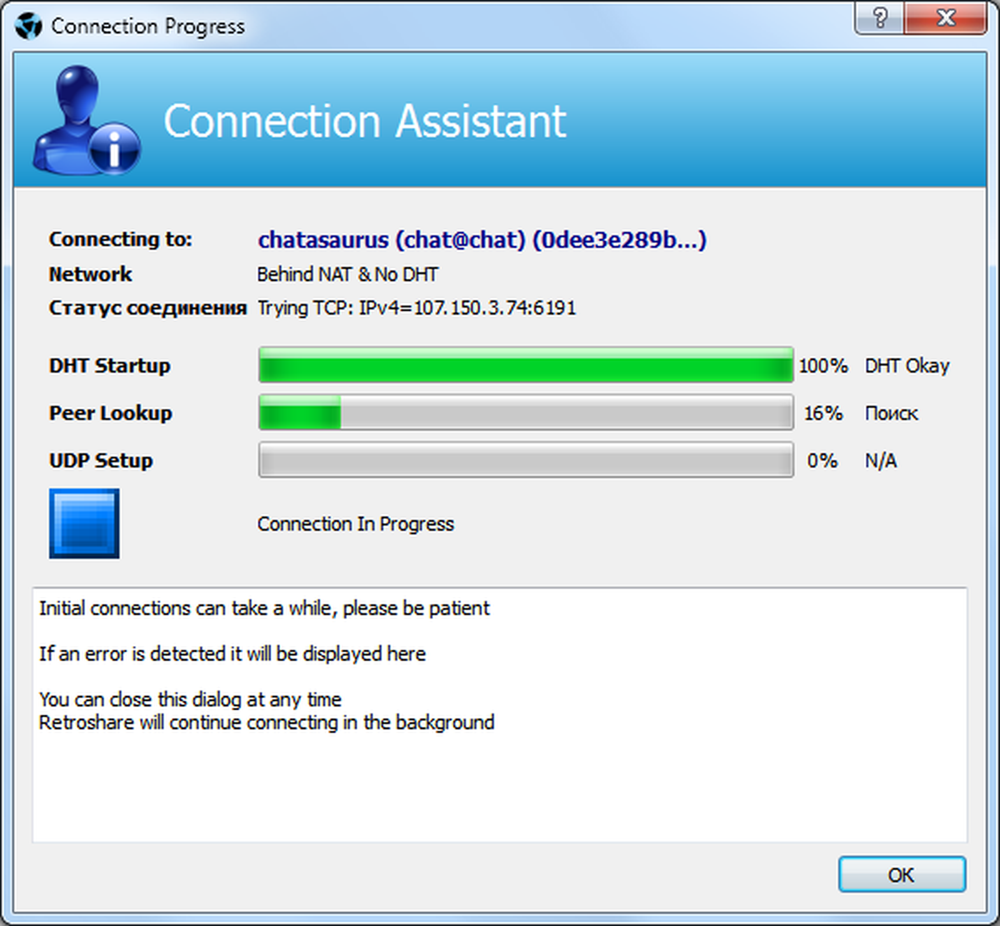 Connection Progress
Connection Assistant
Connecting to: chatasaurus (chat@chat) (0dee3e289b...)
Network Behind NAT & No DHT
Статус соединения Trying TCP: IPv4=107.150.3.74:6191
DHT Startup 100% DHT Okay
Peer Lookup 16% Поиск
UDP Setup 0% N/A
Connection In Progress
Initial connections can take a while, please be patient
If an error is detected it will be displayed here
You can close this dialog at any time
Retroshare will continue connecting in the background
OK